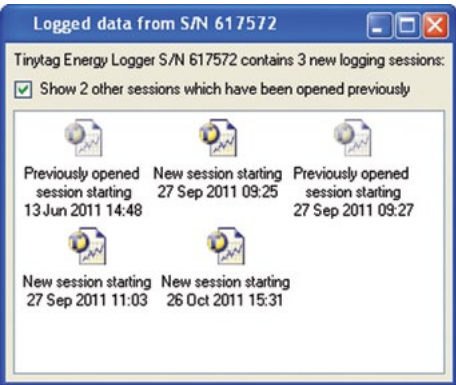 Logged data from S/N 617572
Tinytag Energy Logger S/N 617572 contains 3 new logging sessions:
Show 2 other sessions which have been opened previously
Previously opened
session starting
13 Jun 2011 14:48
New session starting
27 Sep 2011 09:25
Previously opened
session starting
27 Sep 2011 09:27
New session starting
27 Sep 2011 11:03
New session starting
26 Oct 2011 15:31